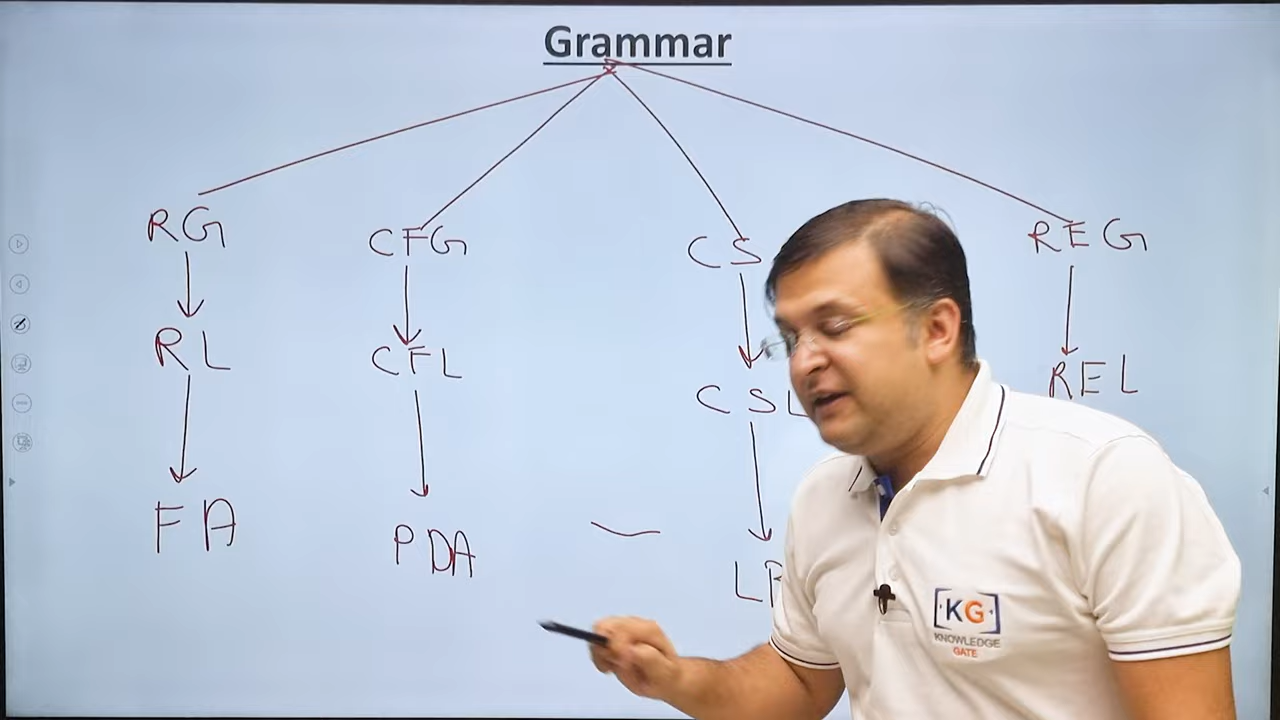 Grammar
RG CFG CS REG
RL CFL CSL REL
FA PDA L
KG
KNOWLEDGE
GATE